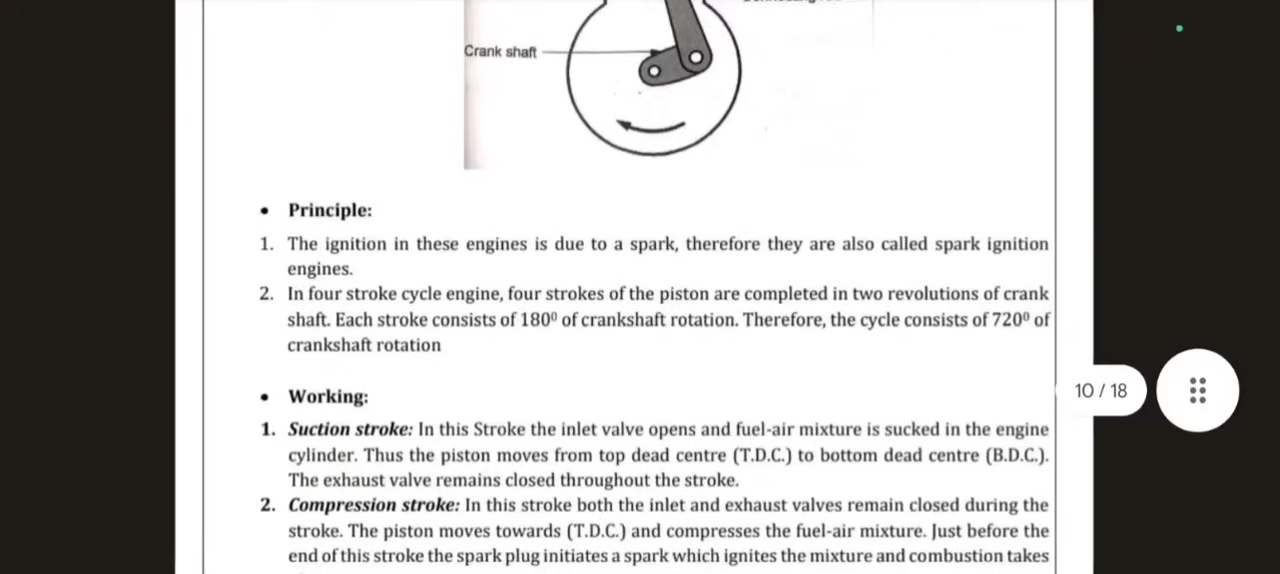 Crank shaft
• Principle:
1. The ignition in these engines is due to a spark, therefore they are also called spark ignition
engines.
2. In four stroke cycle engine, four strokes of the piston are completed in two revolutions of crank
shaft. Each stroke consists of 180⁰ of crankshaft rotation. Therefore, the cycle consists of 720⁰ of
crankshaft rotation
10 / 18
• Working:
1. Suction stroke: In this Stroke the inlet valve opens and fuel-air mixture is sucked in the engine
cylinder. Thus the piston moves from top dead centre (T.D.C.) to bottom dead centre (B.D.C.).
The exhaust valve remains closed throughout the stroke.
2. Compression stroke: In this stroke both the inlet and exhaust valves remain closed during the
stroke. The piston moves towards (T.D.C.) and compresses the fuel-air mixture. Just before the
end of this stroke the spark plug initiates a spark which ignites the mixture and combustion takes